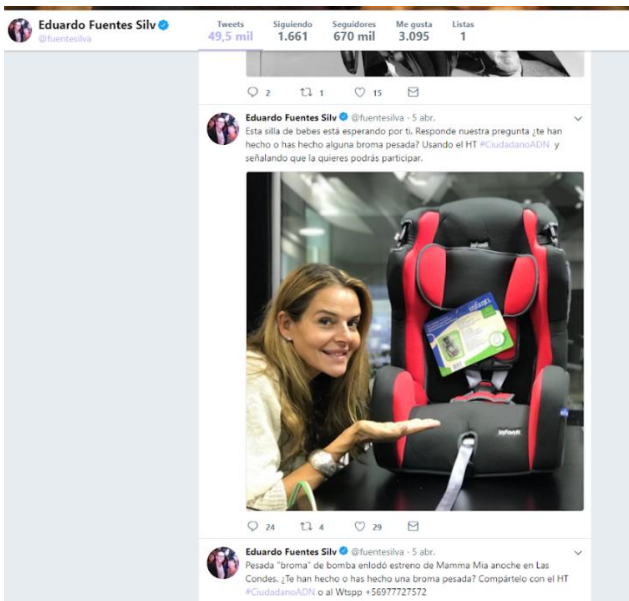 Eduardo Fuentes Silv
@fuentesilva
Tweets Siguiendo Seguidores Me gusta Listas
49,5 mil 1.661 670 mil 3.095 1
2 1 15
Eduardo Fuentes Silv @fuentesilva · 5 abr.
Esta silla de bebes está esperando por ti. Responde nuestra pregunta ¿te han
hecho o has hecho alguna broma pesada? Usando el HT #CiudadanoADN y
señalando que la quieres podrás participar.
infanti
infanti
24 4 29
Eduardo Fuentes Silv @fuentesilva · 5 abr.
Pesada "broma" de bomba enlodó estreno de Mamma Mia anoche en Las
Condes. ¿Te han hecho o has hecho una broma pesada? Compártelo con el HT
#CiudadanoADN o al Wtspp +56977727572